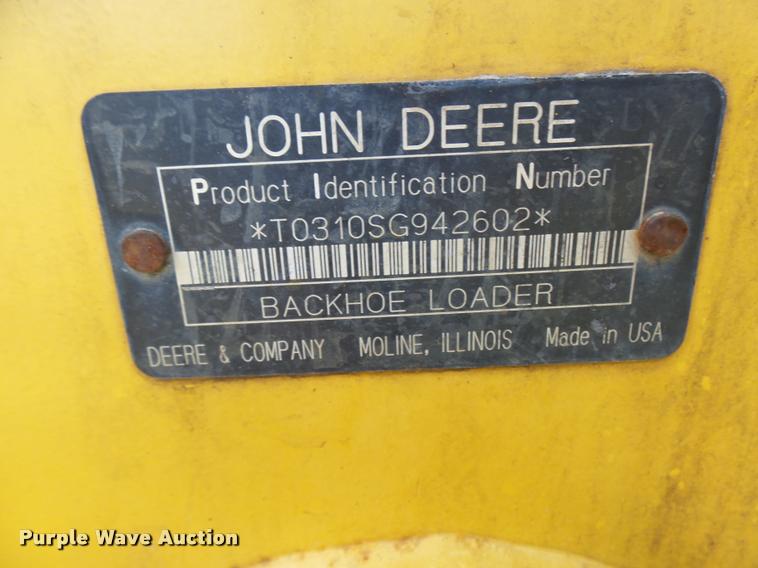 JOHN DEERE
Product Identification Number
*T0310SG942602*
BACKHOE LOADER
DEERE & COMPANY MOLINE, ILLINOIS Made in USA
Purple Wave Auction